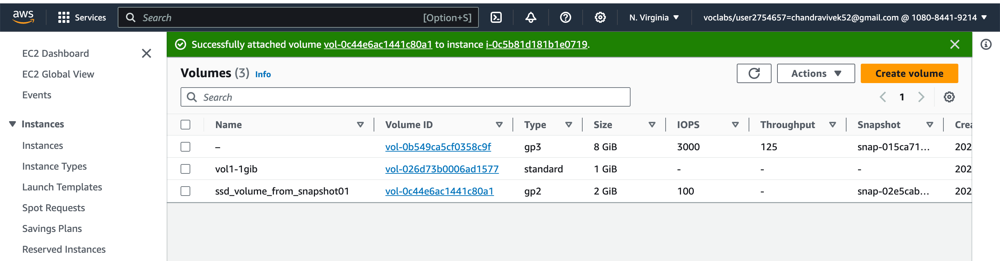 aws Services Search [Option+S] N. Virginia voclabs/user2754657=chandravivek52@gmail.com @ 1080-8441-9214
Successfully attached volume vol-0c44e6ac1441c80a1 to instance i-0c5b81d181b1e0719.
EC2 Dashboard
EC2 Global View
Events
Instances
Instances
Instance Types
Launch Templates
Spot Requests
Savings Plans
Reserved Instances
Volumes (3) Info
Actions
Create volume
Search
1
Name Volume ID Type Size IOPS Throughput Snapshot Crea
– vol-0b549ca5cf0358c9f gp3 8 GiB 3000 125 snap-015ca71... 202
vol1-1gib vol-026d73b0006ad1577 standard 1 GiB - - - 202
ssd_volume_from_snapshot01 vol-0c44e6ac1441c80a1 gp2 2 GiB 100 - snap-02e5cab... 202